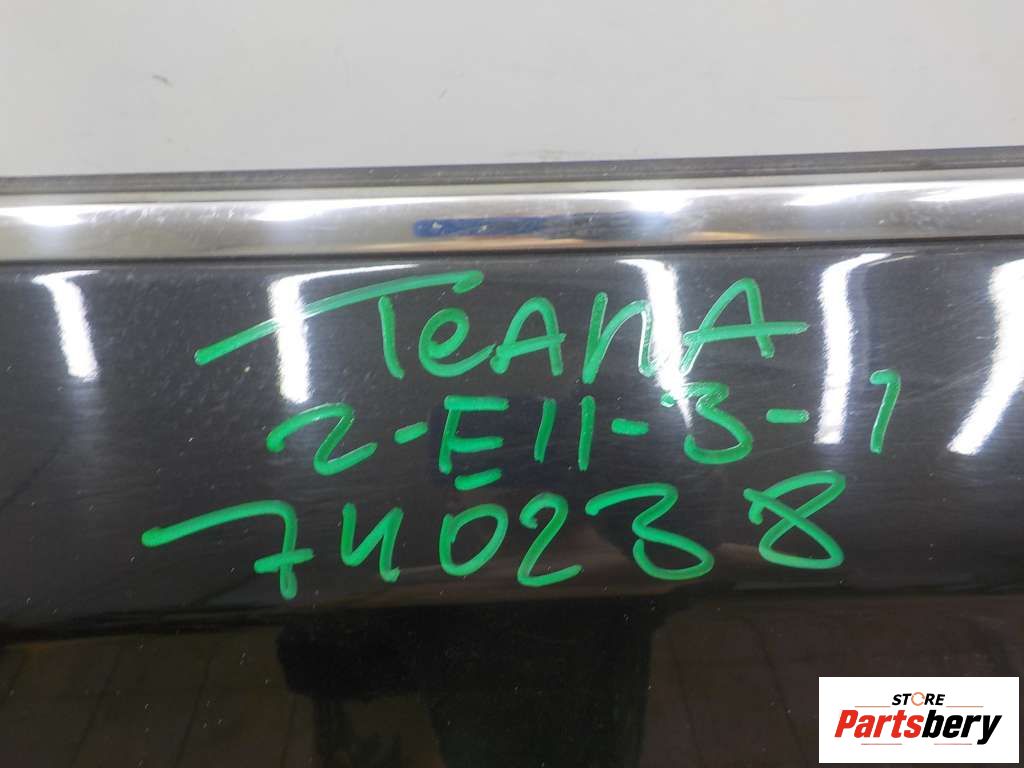 TeANA
2-E11-3-1
740238
STORE
Partsbery